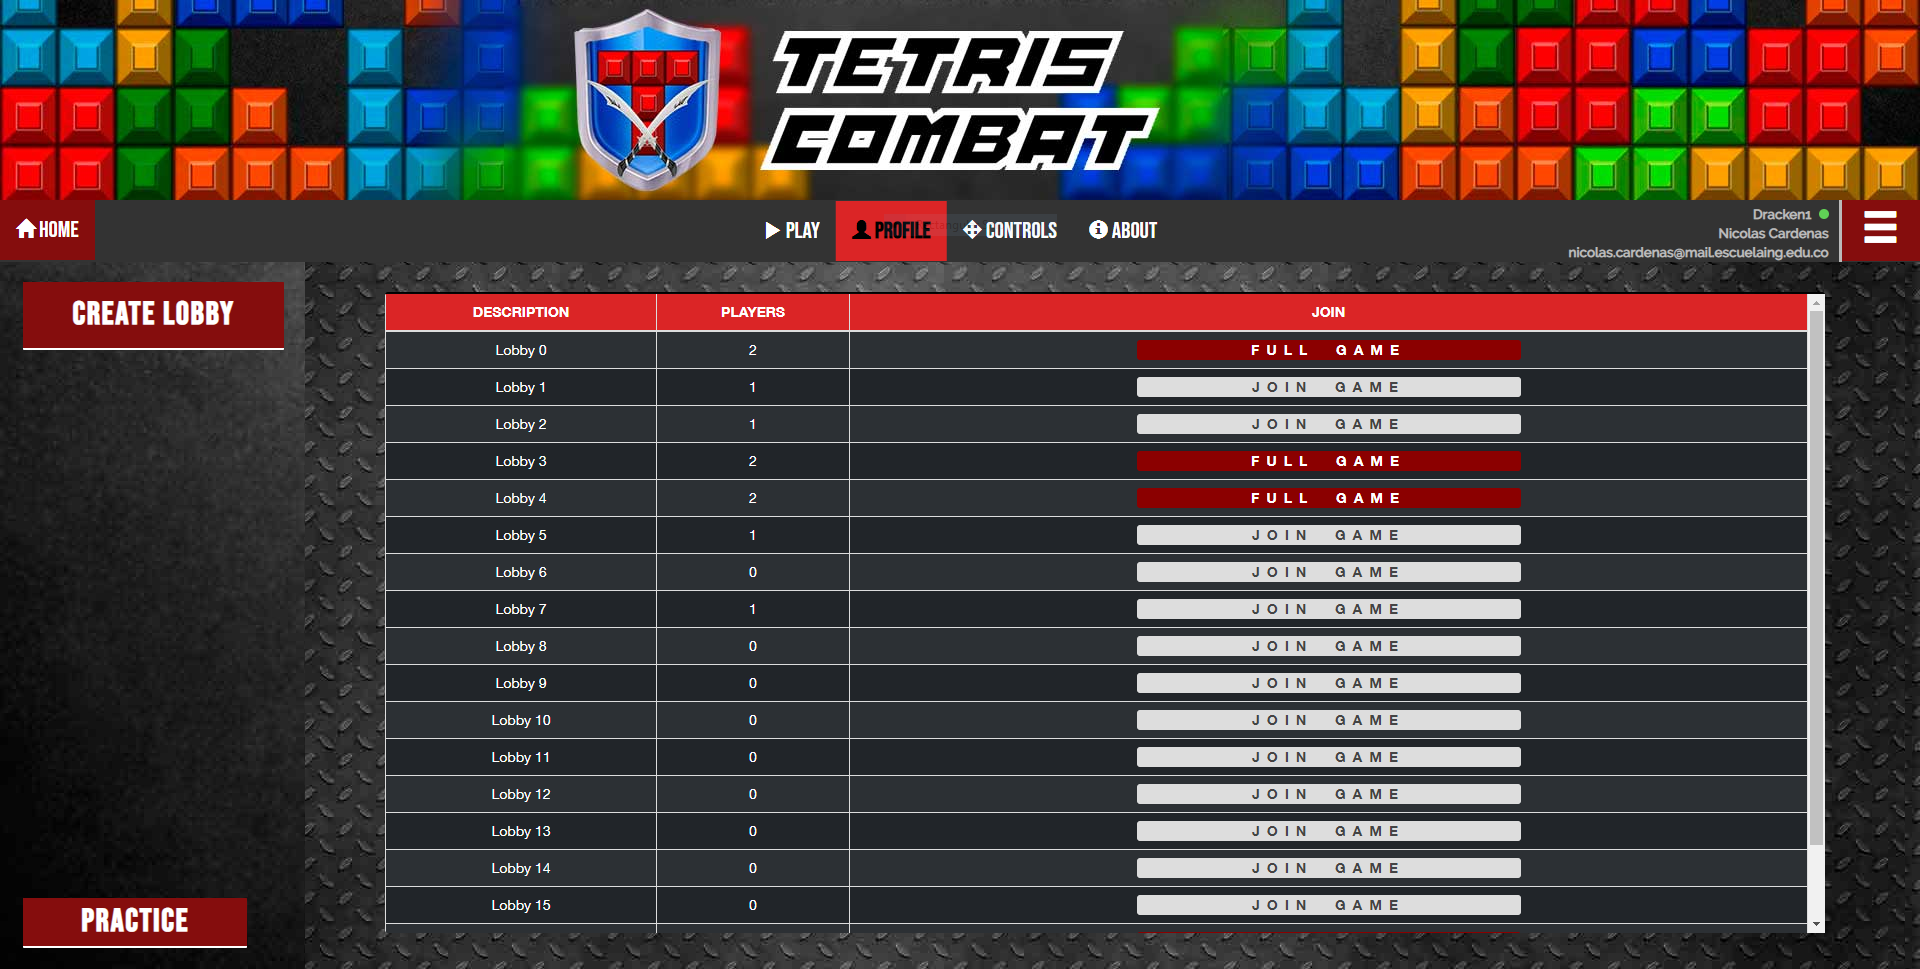 TETRIS
COMBAT
HOME
PLAY
PROFILE
CONTROLS
ABOUT
Dracken1
Nicolas Cardenas
nicolas.cardenas@mail.escuelaing.edu.co
CREATE LOBBY
PRACTICE
DESCRIPTION PLAYERS JOIN
Lobby 0 2 FULL GAME
Lobby 1 1 JOIN GAME
Lobby 2 1 JOIN GAME
Lobby 3 2 FULL GAME
Lobby 4 2 FULL GAME
Lobby 5 1 JOIN GAME
Lobby 6 0 JOIN GAME
Lobby 7 1 JOIN GAME
Lobby 8 0 JOIN GAME
Lobby 9 0 JOIN GAME
Lobby 10 0 JOIN GAME
Lobby 11 0 JOIN GAME
Lobby 12 0 JOIN GAME
Lobby 13 0 JOIN GAME
Lobby 14 0 JOIN GAME
Lobby 15 0 JOIN GAME